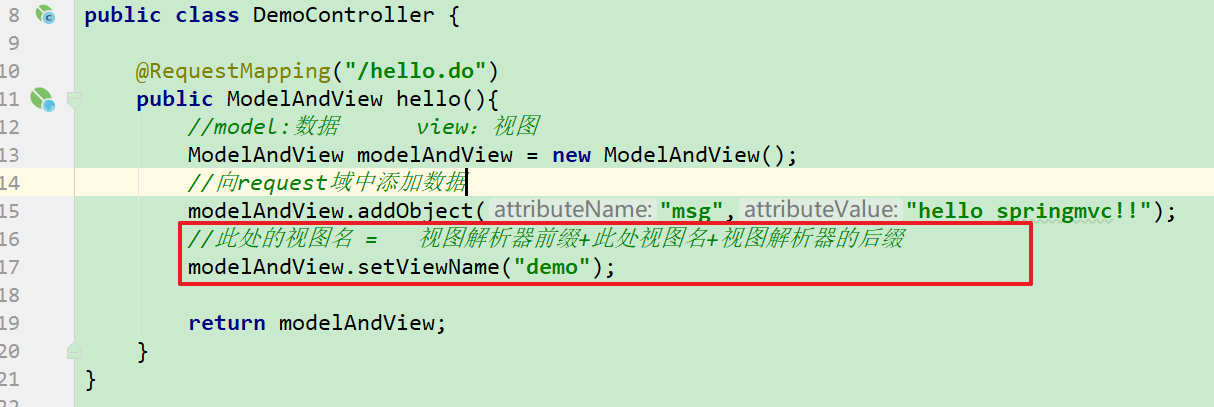 8 public class DemoController {
9
10 @RequestMapping("/hello.do")
11 public ModelAndView hello(){
12 //model:数据 view：视图
13 ModelAndView modelAndView = new ModelAndView();
14 //向request域中添加数据
15 modelAndView.addObject( attributeName: "msg", attributeValue: "hello springmvc!!");
16 //此处的视图名 = 视图解析器前缀+此处视图名+视图解析器的后缀
17 modelAndView.setViewName("demo");
18
19 return modelAndView;
20 }
21 }